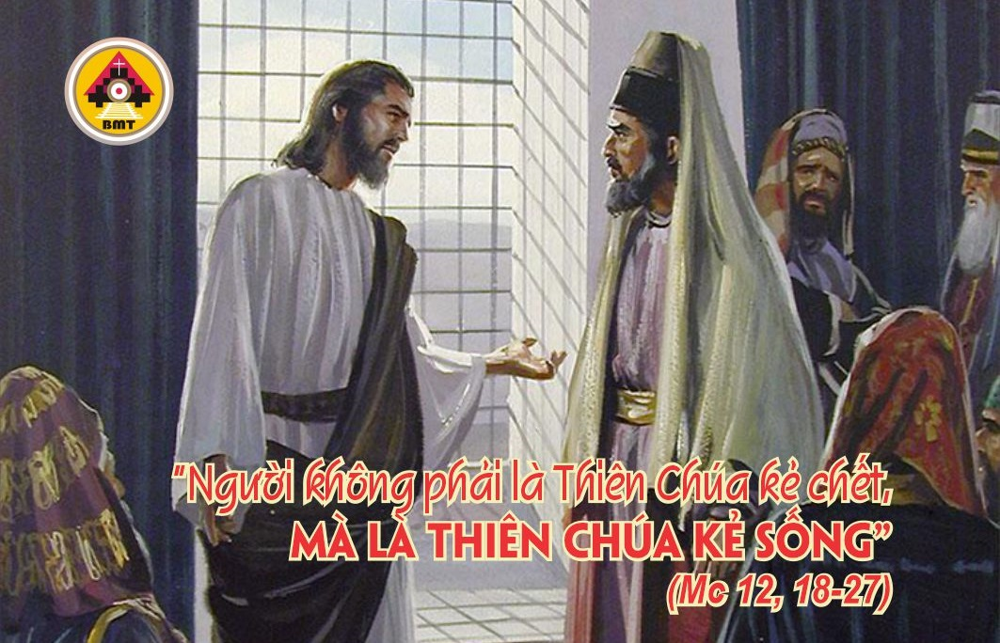 BMT
"Người không phải là Thiên Chúa kẻ chết,
MÀ LÀ THIÊN CHÚA KẺ SỐNG”
(Mc 12, 18-27)